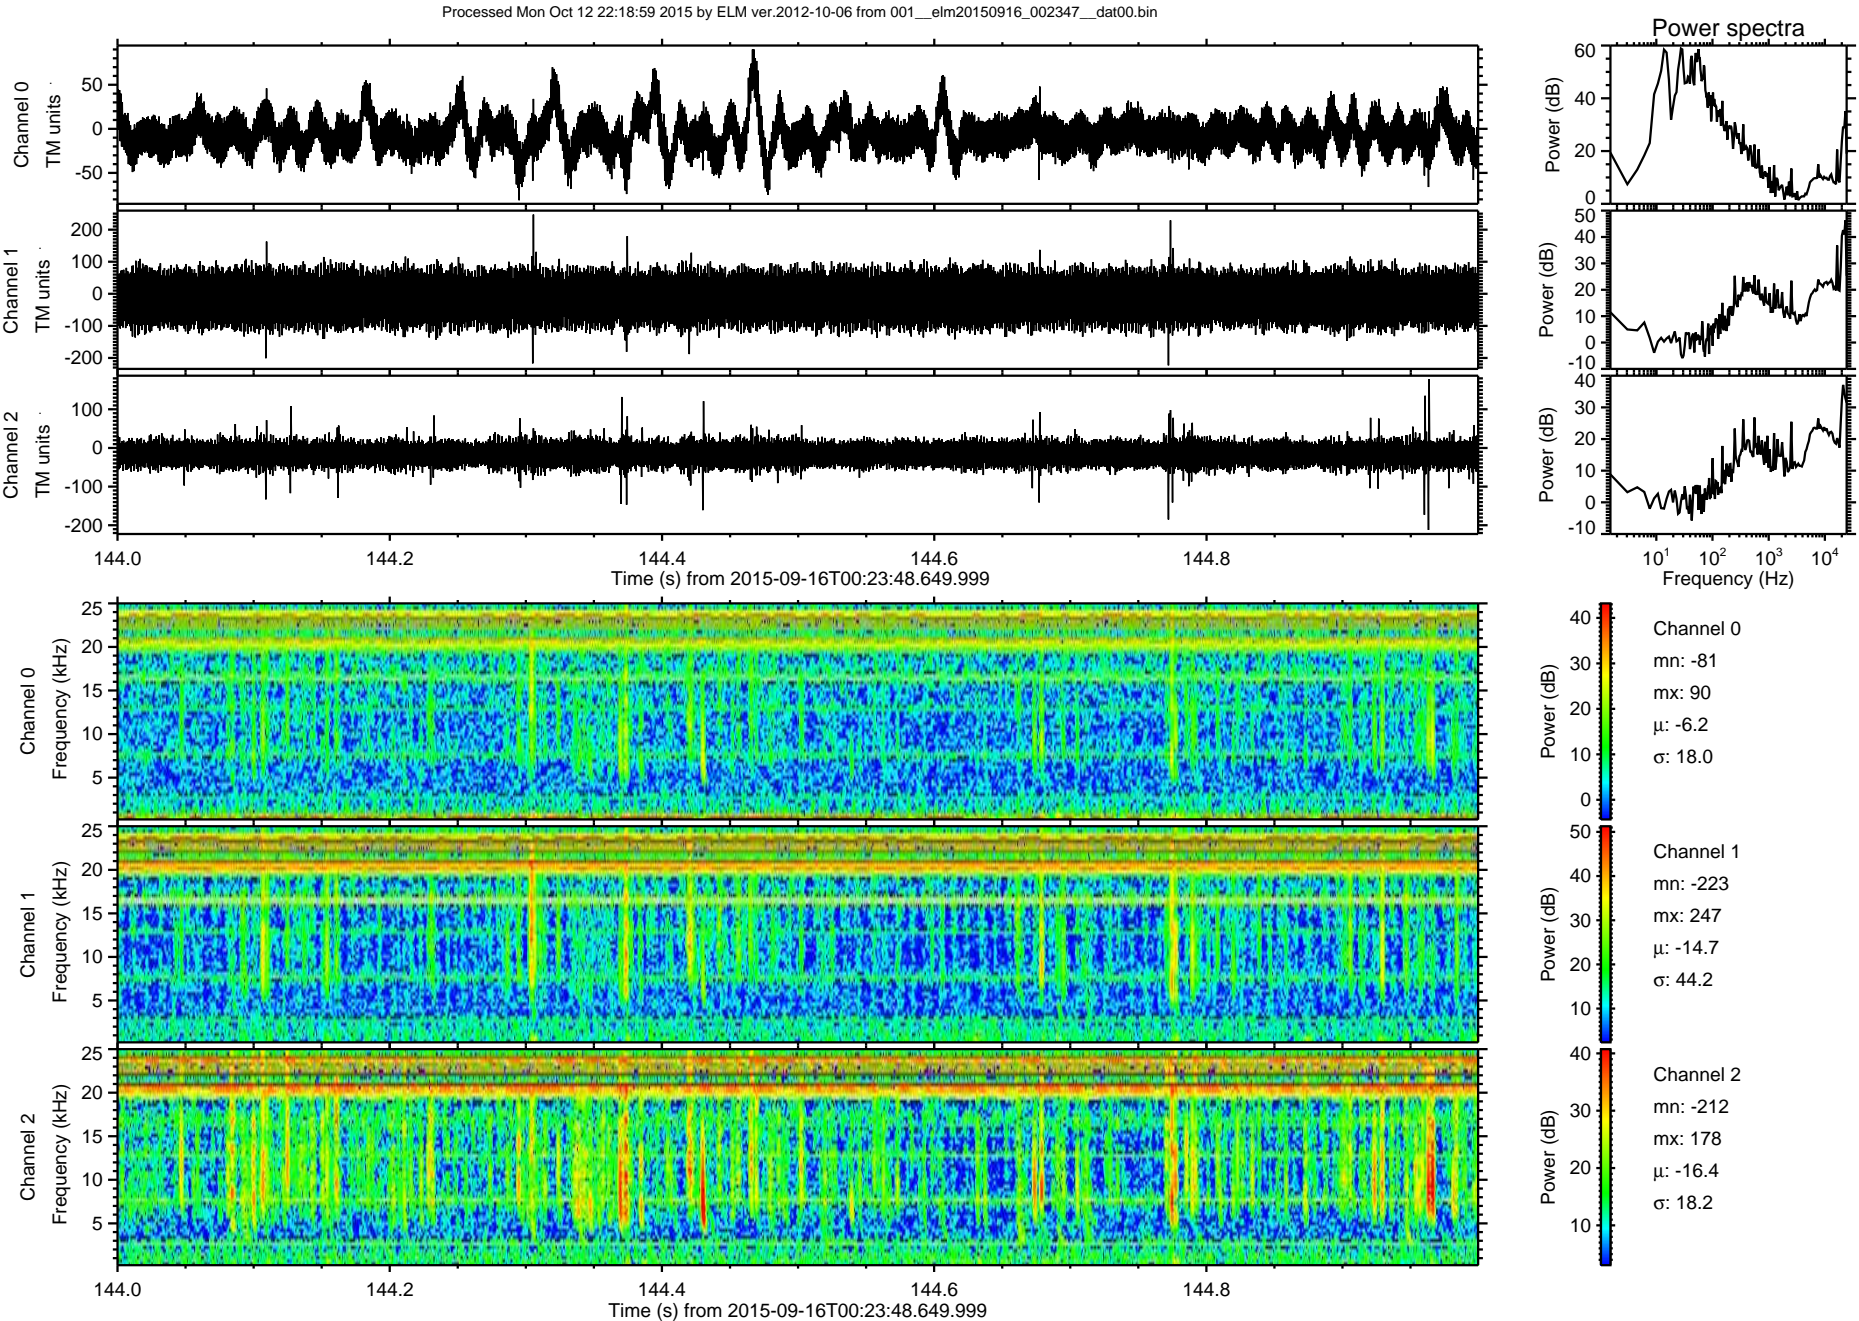 Processed Mon Oct 12 22:18:59 2015 by ELM ver.2012-10-06 from 001__elm20150916_002347__dat00.bin
Power spectra
Channel 0
TM units
50
0
-50
Power (dB)
60
40
20
0
Channel 1
TM units
200
100
0
-100
-200
Power (dB)
50
40
30
20
10
0
-10
Channel 2
TM units
100
0
-100
-200
Power (dB)
40
30
20
10
0
-10
144.0 144.2 144.4 144.6 144.8
Time (s) from 2015-09-16T00:23:48.649.999
10¹ 10² 10³ 10⁴
Frequency (Hz)
Channel 0
Frequency (kHz)
25
20
15
10
5
Power (dB)
40
30
20
10
0
Channel 0
mn: -81
mx: 90
μ: -6.2
σ: 18.0
Channel 1
Frequency (kHz)
25
20
15
10
5
Power (dB)
50
40
30
20
10
Channel 1
mn: -223
mx: 247
μ: -14.7
σ: 44.2
Channel 2
Frequency (kHz)
25
20
15
10
5
Power (dB)
40
30
20
10
Channel 2
mn: -212
mx: 178
μ: -16.4
σ: 18.2
144.0 144.2 144.4 144.6 144.8
Time (s) from 2015-09-16T00:23:48.649.999